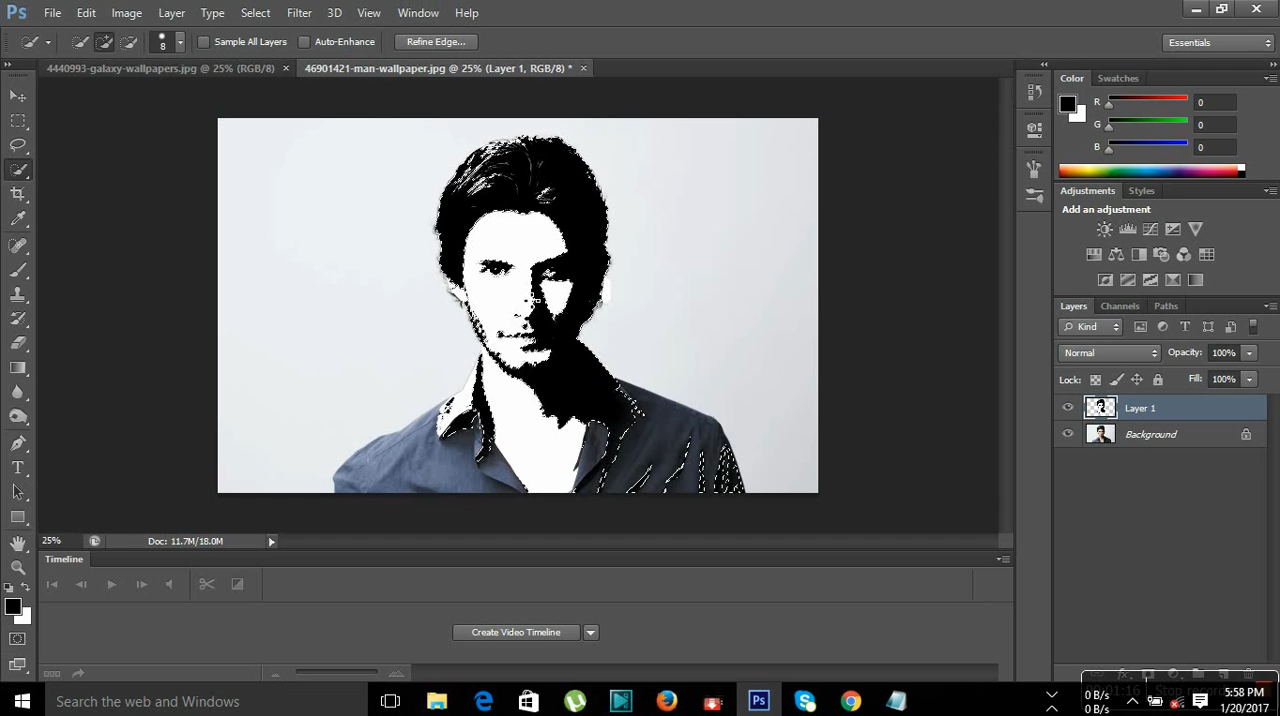 Ps File Edit Image Layer Type Select Filter 3D View Window Help
8 Sample All Layers Auto-Enhance Refine Edge... Essentials
4440993-galaxy-wallpapers.jpg @ 25% (RGB/8) × 46901421-man-wallpaper.jpg @ 25% (Layer 1, RGB/8) * ×
Color Swatches
R 0
G 0
B 0
Adjustments Styles
Add an adjustment
Layers Channels Paths
Kind
Normal Opacity: 100%
Lock: Fill: 100%
Layer 1
Background
25% Doc: 11.7M/18.0M
Timeline
Create Video Timeline
Search the web and Windows
0 B/s
0 B/s
01:16 Stop record
5:58 PM
1/20/2017